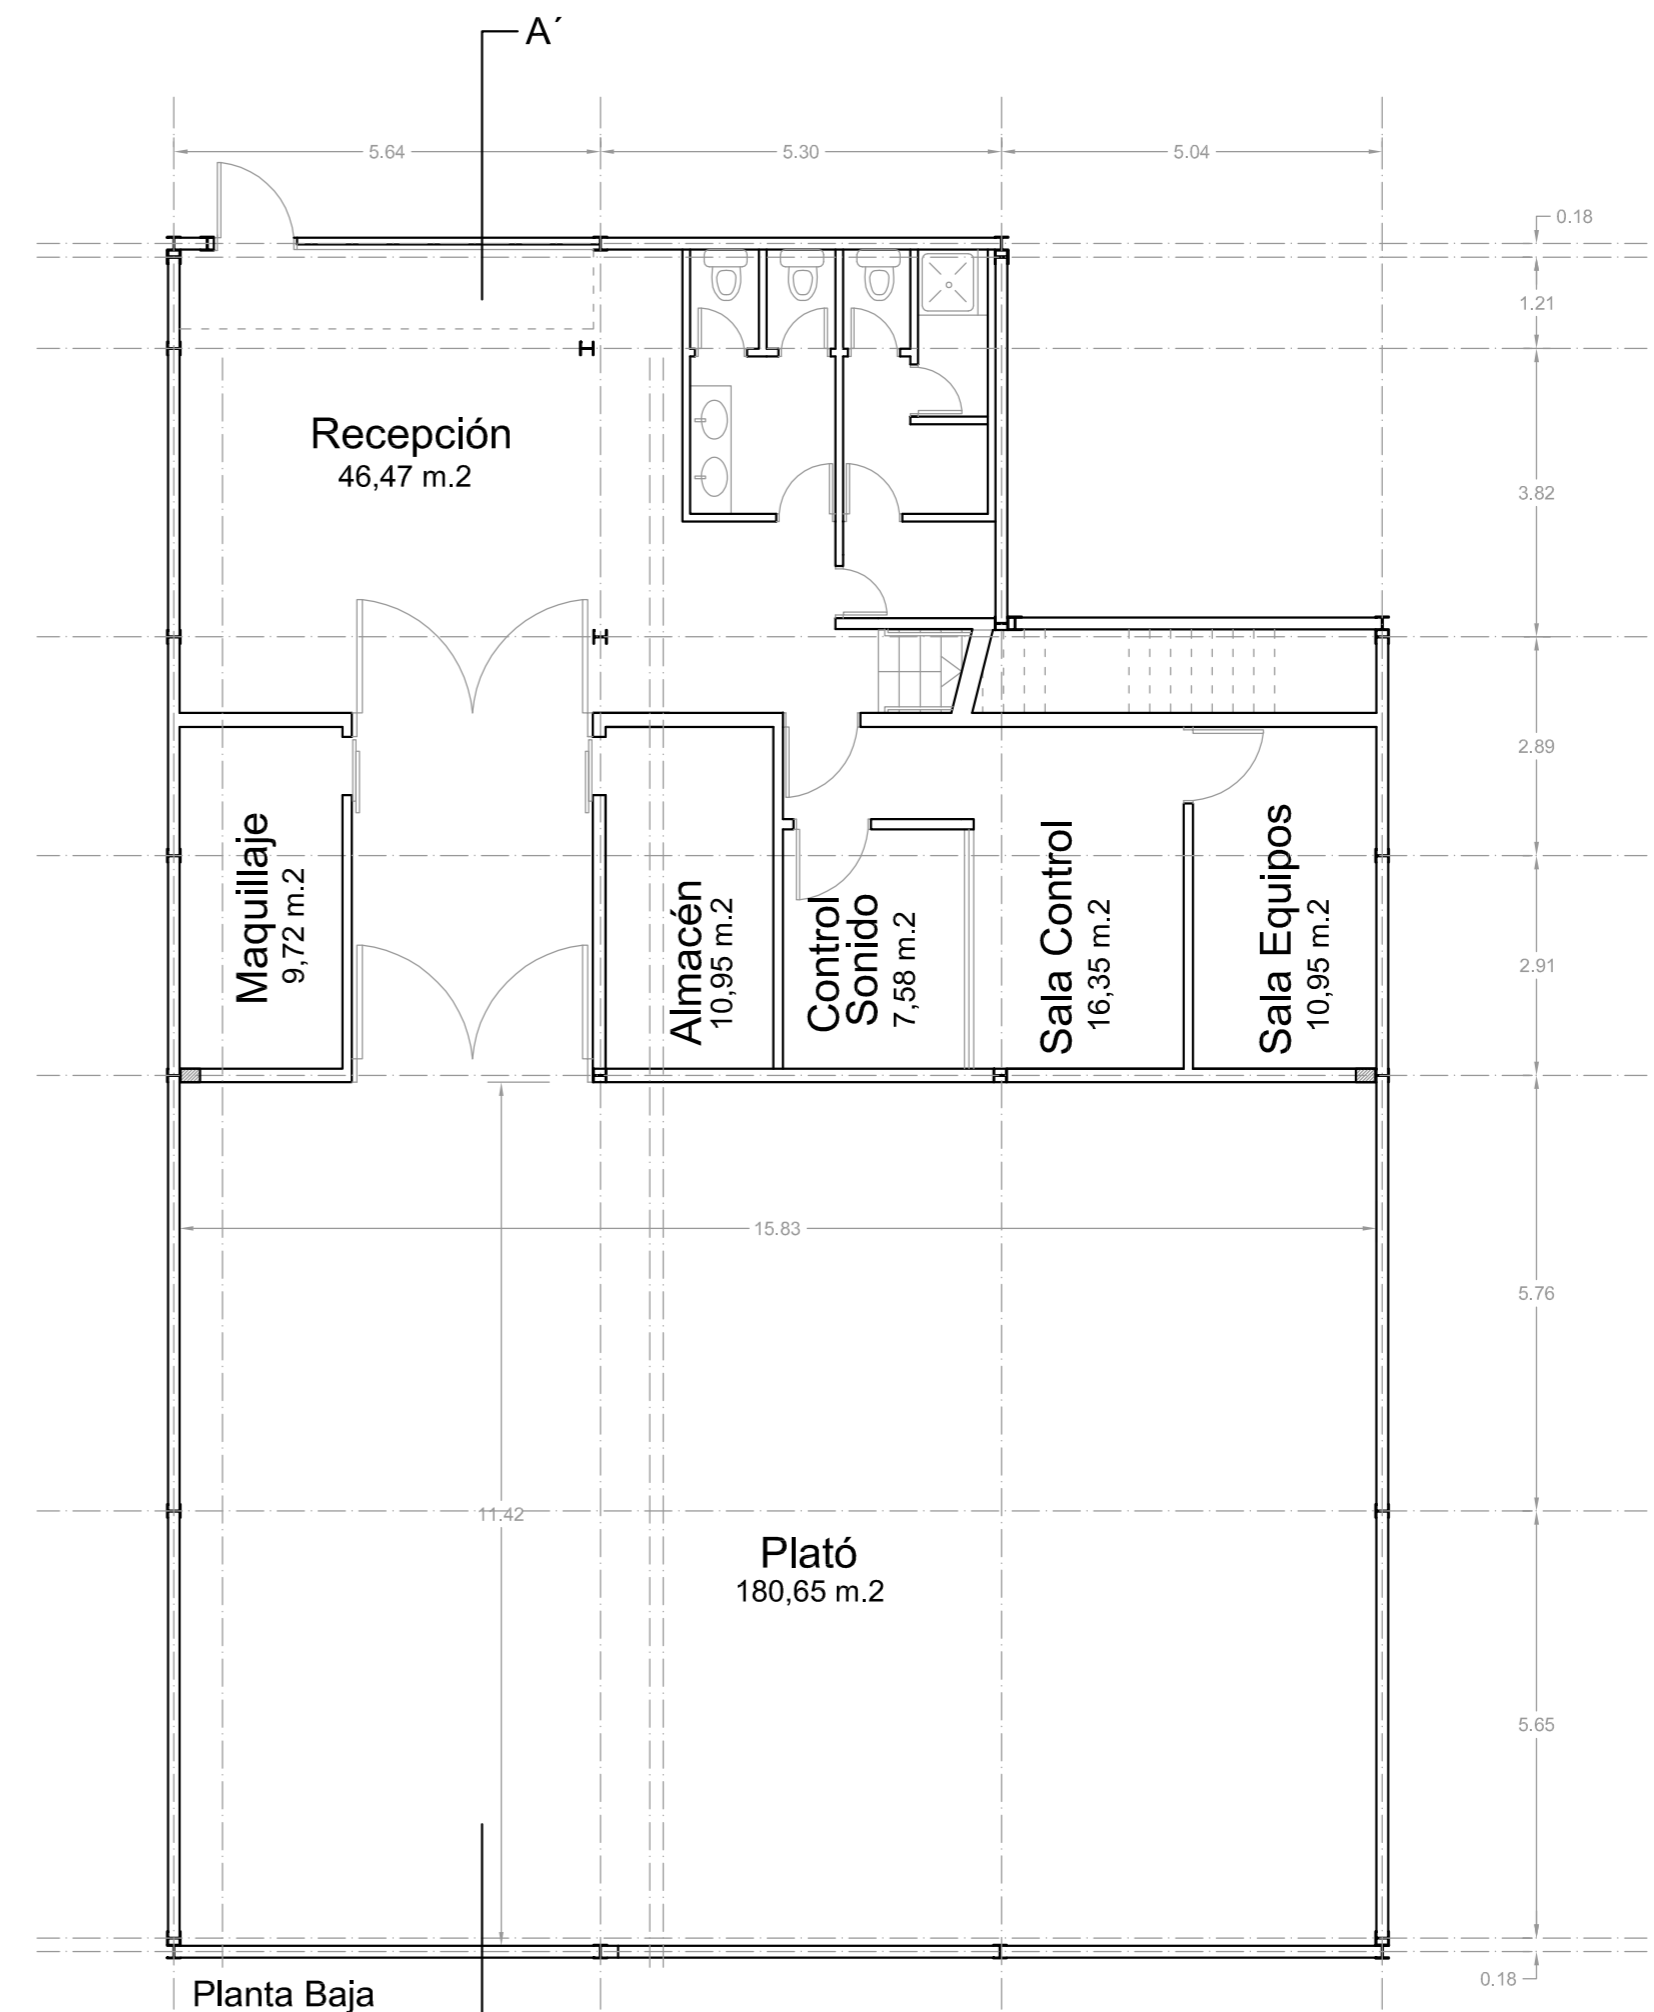 A´
5.64
5.30
5.04
0.18
1.21
Recepción
46,47 m.2
3.82
2.89
Maquillaje
9,72 m.2
Almacén
10,95 m.2
Control
Sonido
7,58 m.2
Sala Control
16,35 m.2
Sala Equipos
10,95 m.2
2.91
15.83
5.76
11.42
Plató
180,65 m.2
5.65
0.18
Planta Baja